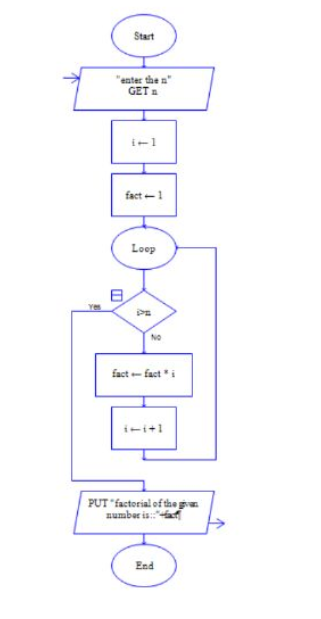 Start
"enter the n"
GET n
i ← 1
fact ← 1
Loop
i>n
Yes
No
fact ← fact * i
i ← i + 1
PUT "factorial of the given
number is::"+fact¶
End